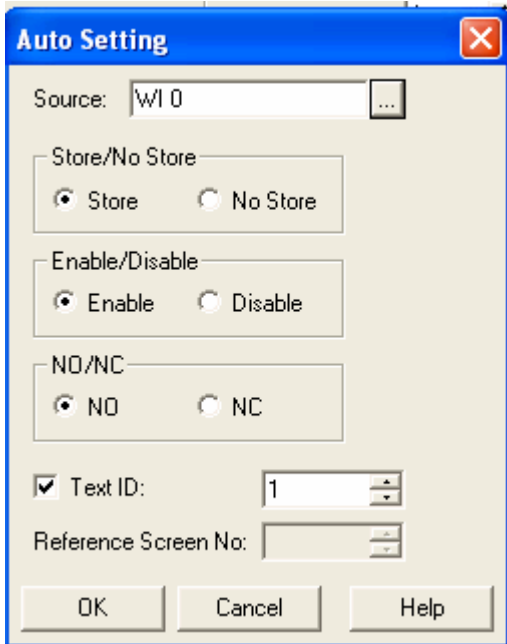 Auto Setting
Source: WI 0 ...
Store/No Store
Store No Store
Enable/Disable
Enable Disable
NO/NC
NO NC
Text ID: 1
Reference Screen No:
OK Cancel Help